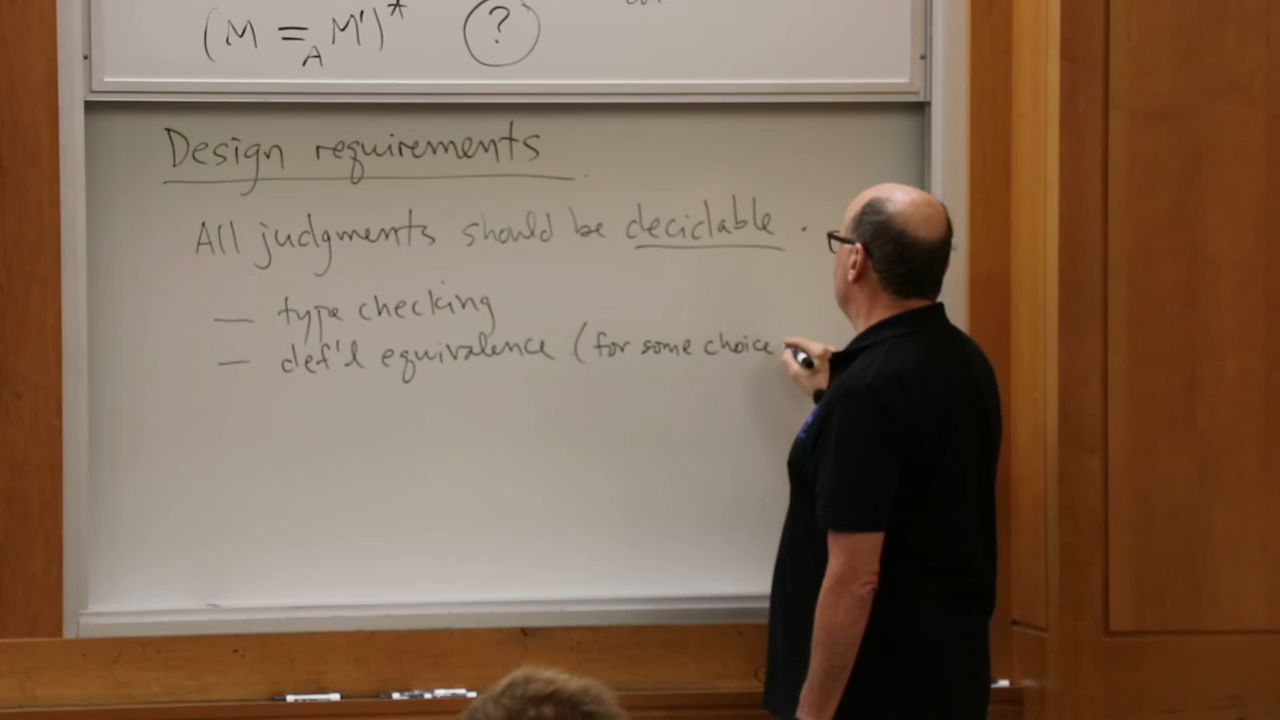 (M =A M')* ?
Design requirements
All judgments should be decidable.
— type checking
— def'l equivalence (for some choice